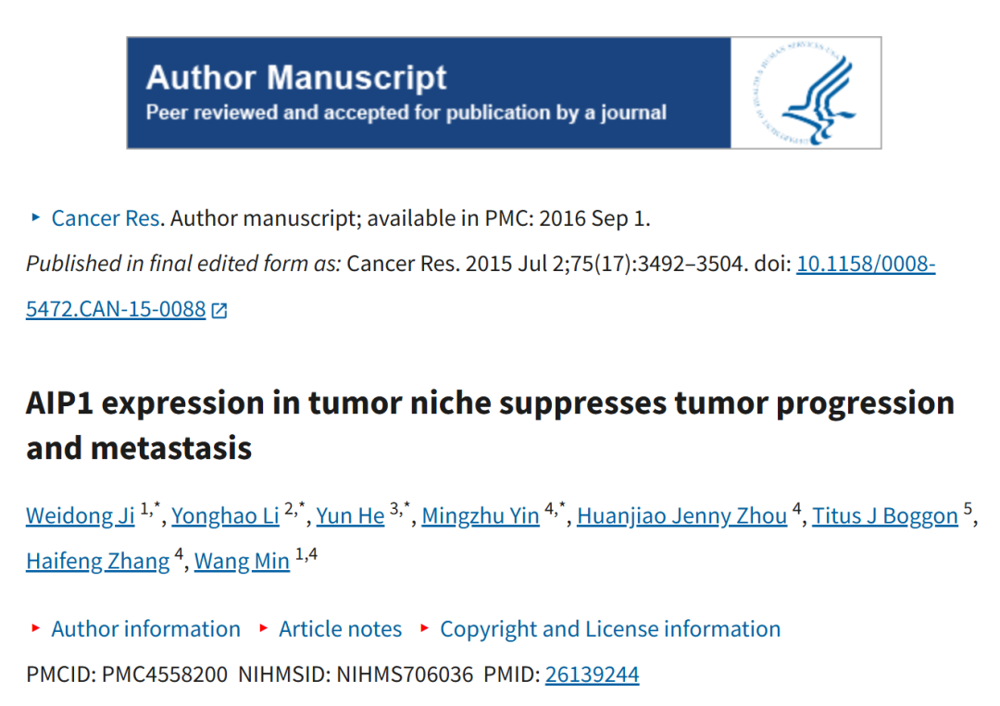 Author Manuscript
Peer reviewed and accepted for publication by a journal
▸ Cancer Res. Author manuscript; available in PMC: 2016 Sep 1.
Published in final edited form as: Cancer Res. 2015 Jul 2;75(17):3492–3504. doi: 10.1158/0008-
5472.CAN-15-0088
AIP1 expression in tumor niche suppresses tumor progression
and metastasis
Weidong Ji 1,*, Yonghao Li 2,*, Yun He 3,*, Mingzhu Yin 4,*, Huanjiao Jenny Zhou 4, Titus J Boggon 5,
Haifeng Zhang 4, Wang Min 1,4
▸ Author information ▸ Article notes ▸ Copyright and License information
PMCID: PMC4558200 NIHMSID: NIHMS706036 PMID: 26139244